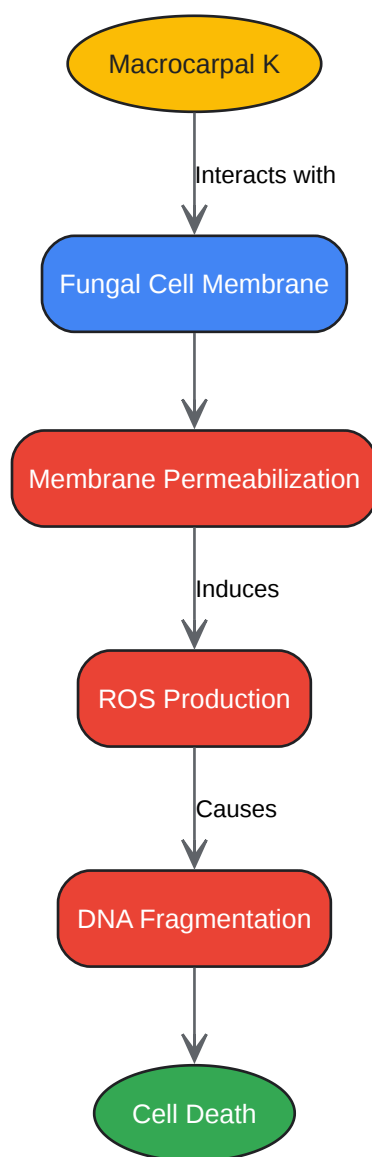 Macrocarpal K
Interacts with
Fungal Cell Membrane
Membrane Permeabilization
Induces
ROS Production
Causes
DNA Fragmentation
Cell Death